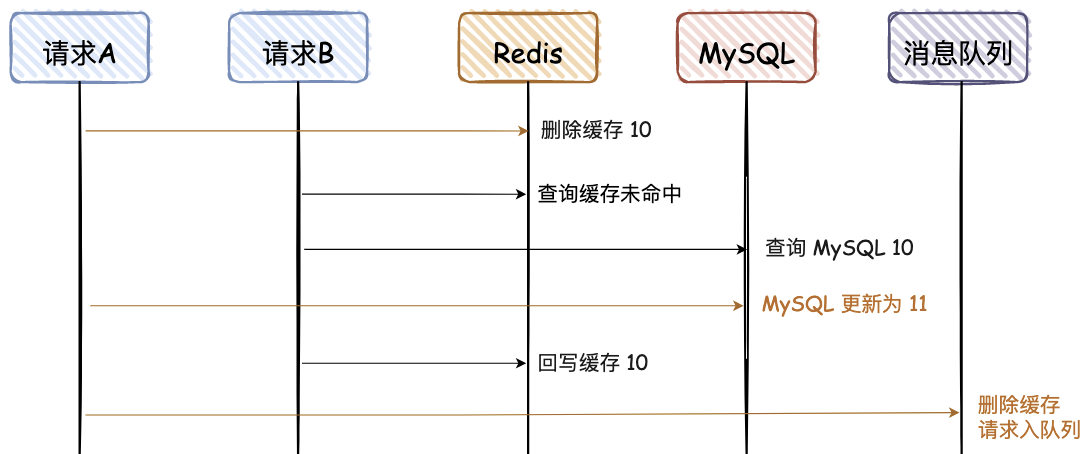 请求A
请求B
Redis
MySQL
消息队列
删除缓存 10
查询缓存未命中
查询 MySQL 10
MySQL 更新为 11
回写缓存 10
删除缓存
请求入队列